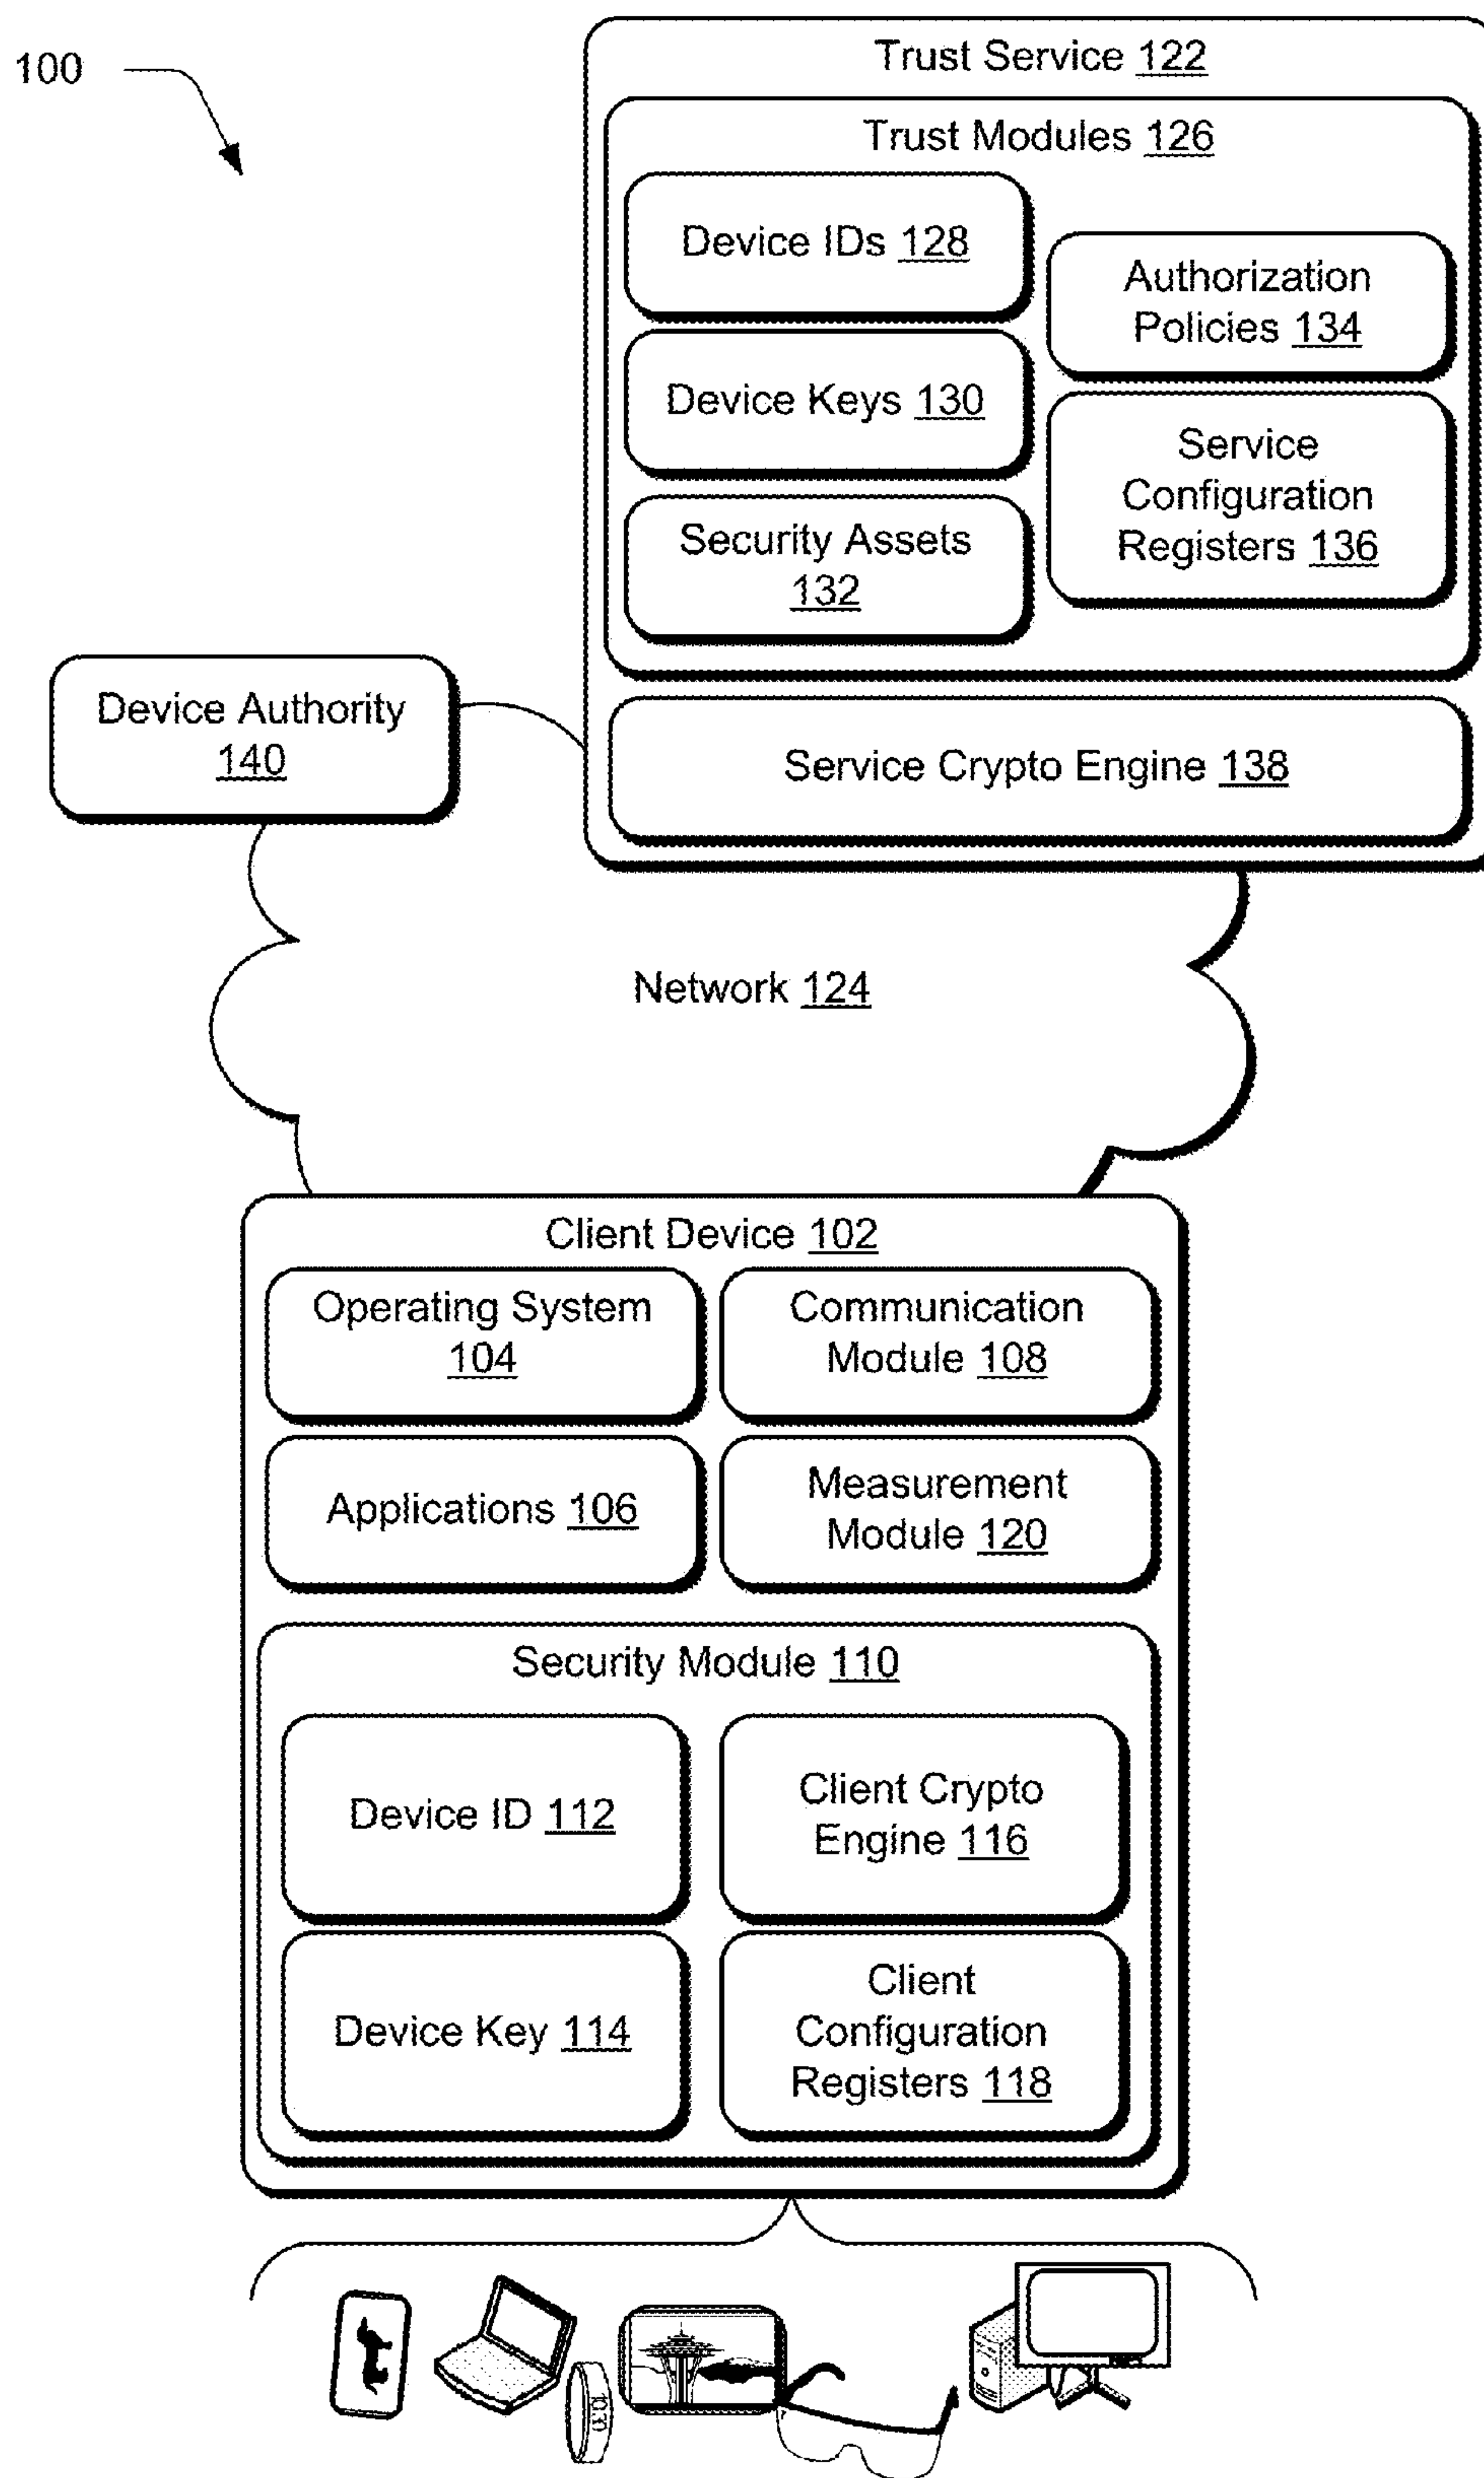 100
Trust Service 122
Trust Modules 126
Device IDs 128
Authorization
Policies 134
Device Keys 130
Service
Configuration
Registers 136
Security Assets
132
Device Authority
140
Service Crypto Engine 138
Network 124
Client Device 102
Operating System
104
Communication
Module 108
Applications 106
Measurement
Module 120
Security Module 110
Device ID 112
Client Crypto
Engine 116
Device Key 114
Client
Configuration
Registers 118
10:30